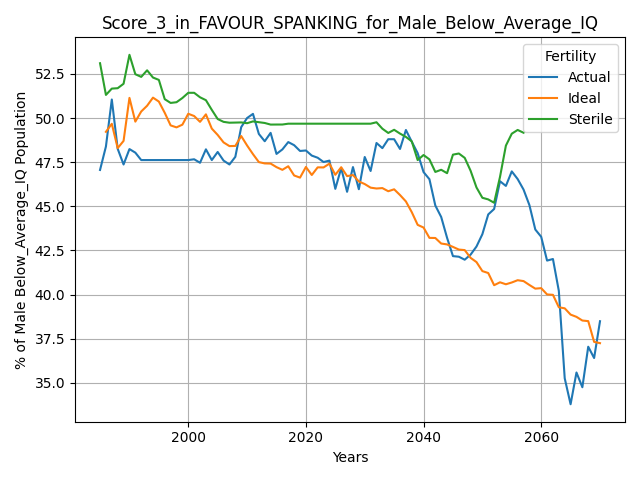 Score_3_in_FAVOUR_SPANKING_for_Male_Below_Average_IQ
% of Male Below_Average_IQ Population
52.5
50.0
47.5
45.0
42.5
40.0
37.5
35.0
Fertility
Actual
Ideal
Sterile
2000 2020 2040 2060
Years